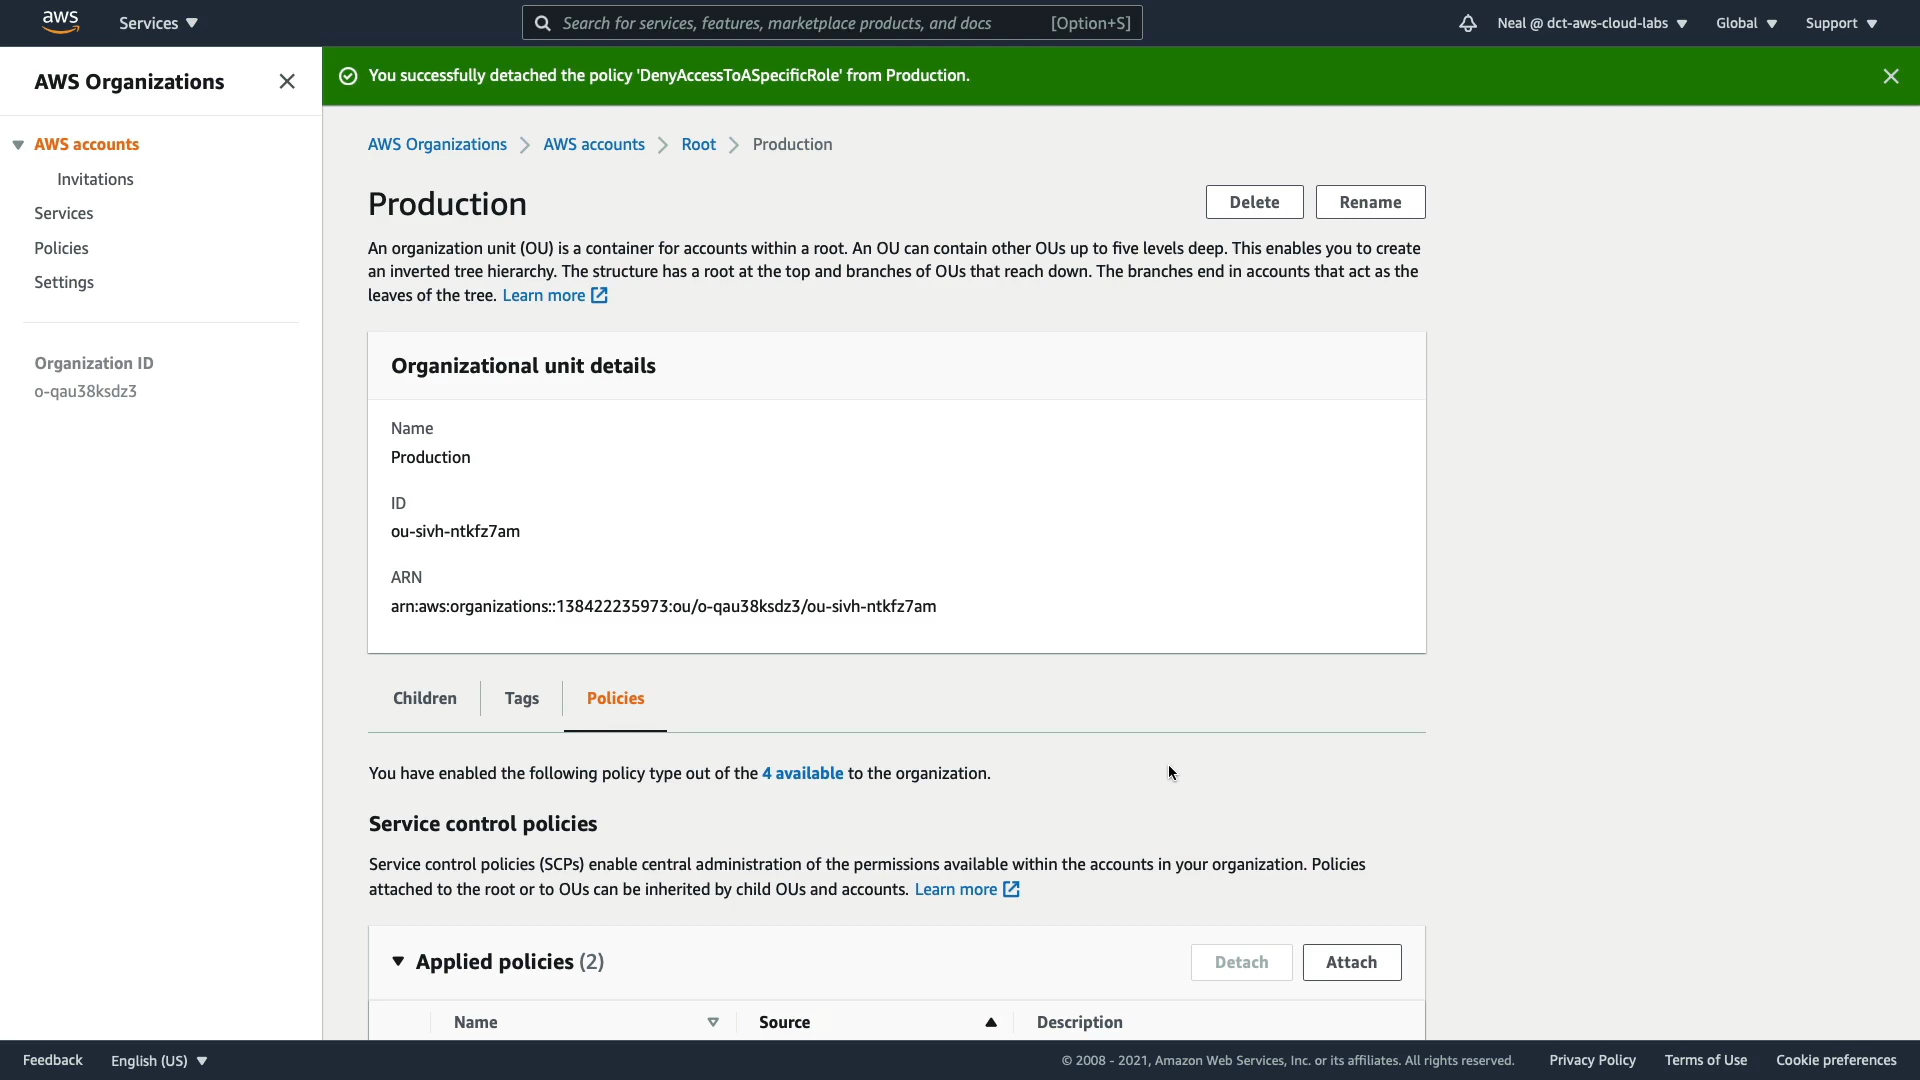 aws
Services
Search for services, features, marketplace products, and docs
[Option+S]
Neal @ dct-aws-cloud-labs
Global
Support
AWS Organizations
You successfully detached the policy 'DenyAccessToASpecificRole' from Production.
AWS accounts
Invitations
Services
Policies
Settings
Organization ID
o-qau38ksdz3
AWS Organizations
AWS accounts
Root
Production
Production
Delete
Rename
An organization unit (OU) is a container for accounts within a root. An OU can contain other OUs up to five levels deep. This enables you to create
an inverted tree hierarchy. The structure has a root at the top and branches of OUs that reach down. The branches end in accounts that act as the
leaves of the tree. Learn more
Organizational unit details
Name
Production
ID
ou-sivh-ntkfz7am
ARN
arn:aws:organizations::138422235973:ou/o-qau38ksdz3/ou-sivh-ntkfz7am
Children
Tags
Policies
You have enabled the following policy type out of the 4 available to the organization.
Service control policies
Service control policies (SCPs) enable central administration of the permissions available within the accounts in your organization. Policies
attached to the root or to OUs can be inherited by child OUs and accounts. Learn more
Applied policies (2)
Detach
Attach
Name
Source
Description
Feedback
English (US)
© 2008 - 2021, Amazon Web Services, Inc. or its affiliates. All rights reserved.
Privacy Policy
Terms of Use
Cookie preferences